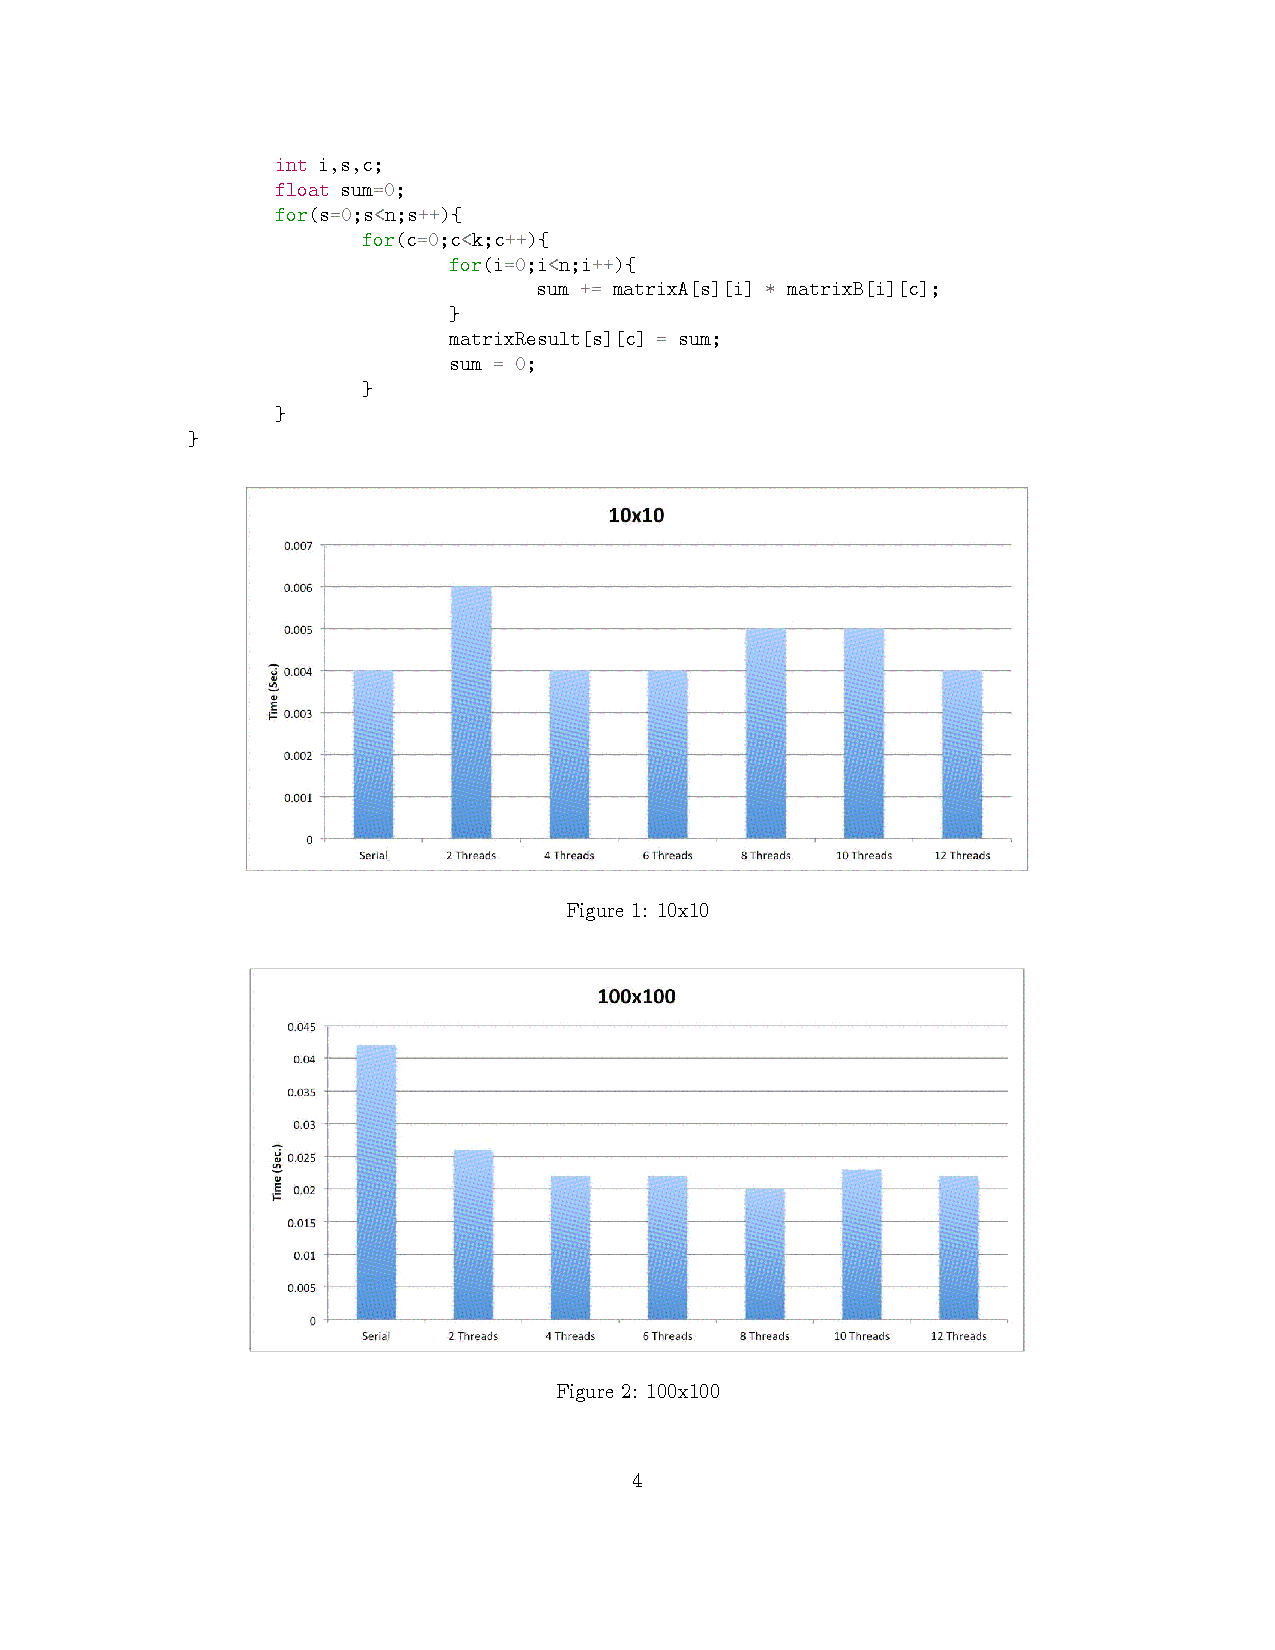 int i,s,c;
float sum=0;
for(s=0;s<n;s++){
for(c=0;c<k;c++){
for(i=0;i<n;i++){
sum += matrixA[s][i] * matrixB[i][c];
}
matrixResult[s][c] = sum;
sum = 0;
}
}
}
10x10
0.007
0.006
0.005
0.004
0.003
0.002
0.001
0
Time (Sec.)
Serial 2 Threads 4 Threads 6 Threads 8 Threads 10 Threads 12 Threads
Figure 1: 10x10
100x100
0.045
0.04
0.035
0.03
0.025
0.02
0.015
0.01
0.005
0
Time (Sec.)
Serial 2 Threads 4 Threads 6 Threads 8 Threads 10 Threads 12 Threads
Figure 2: 100x100
4